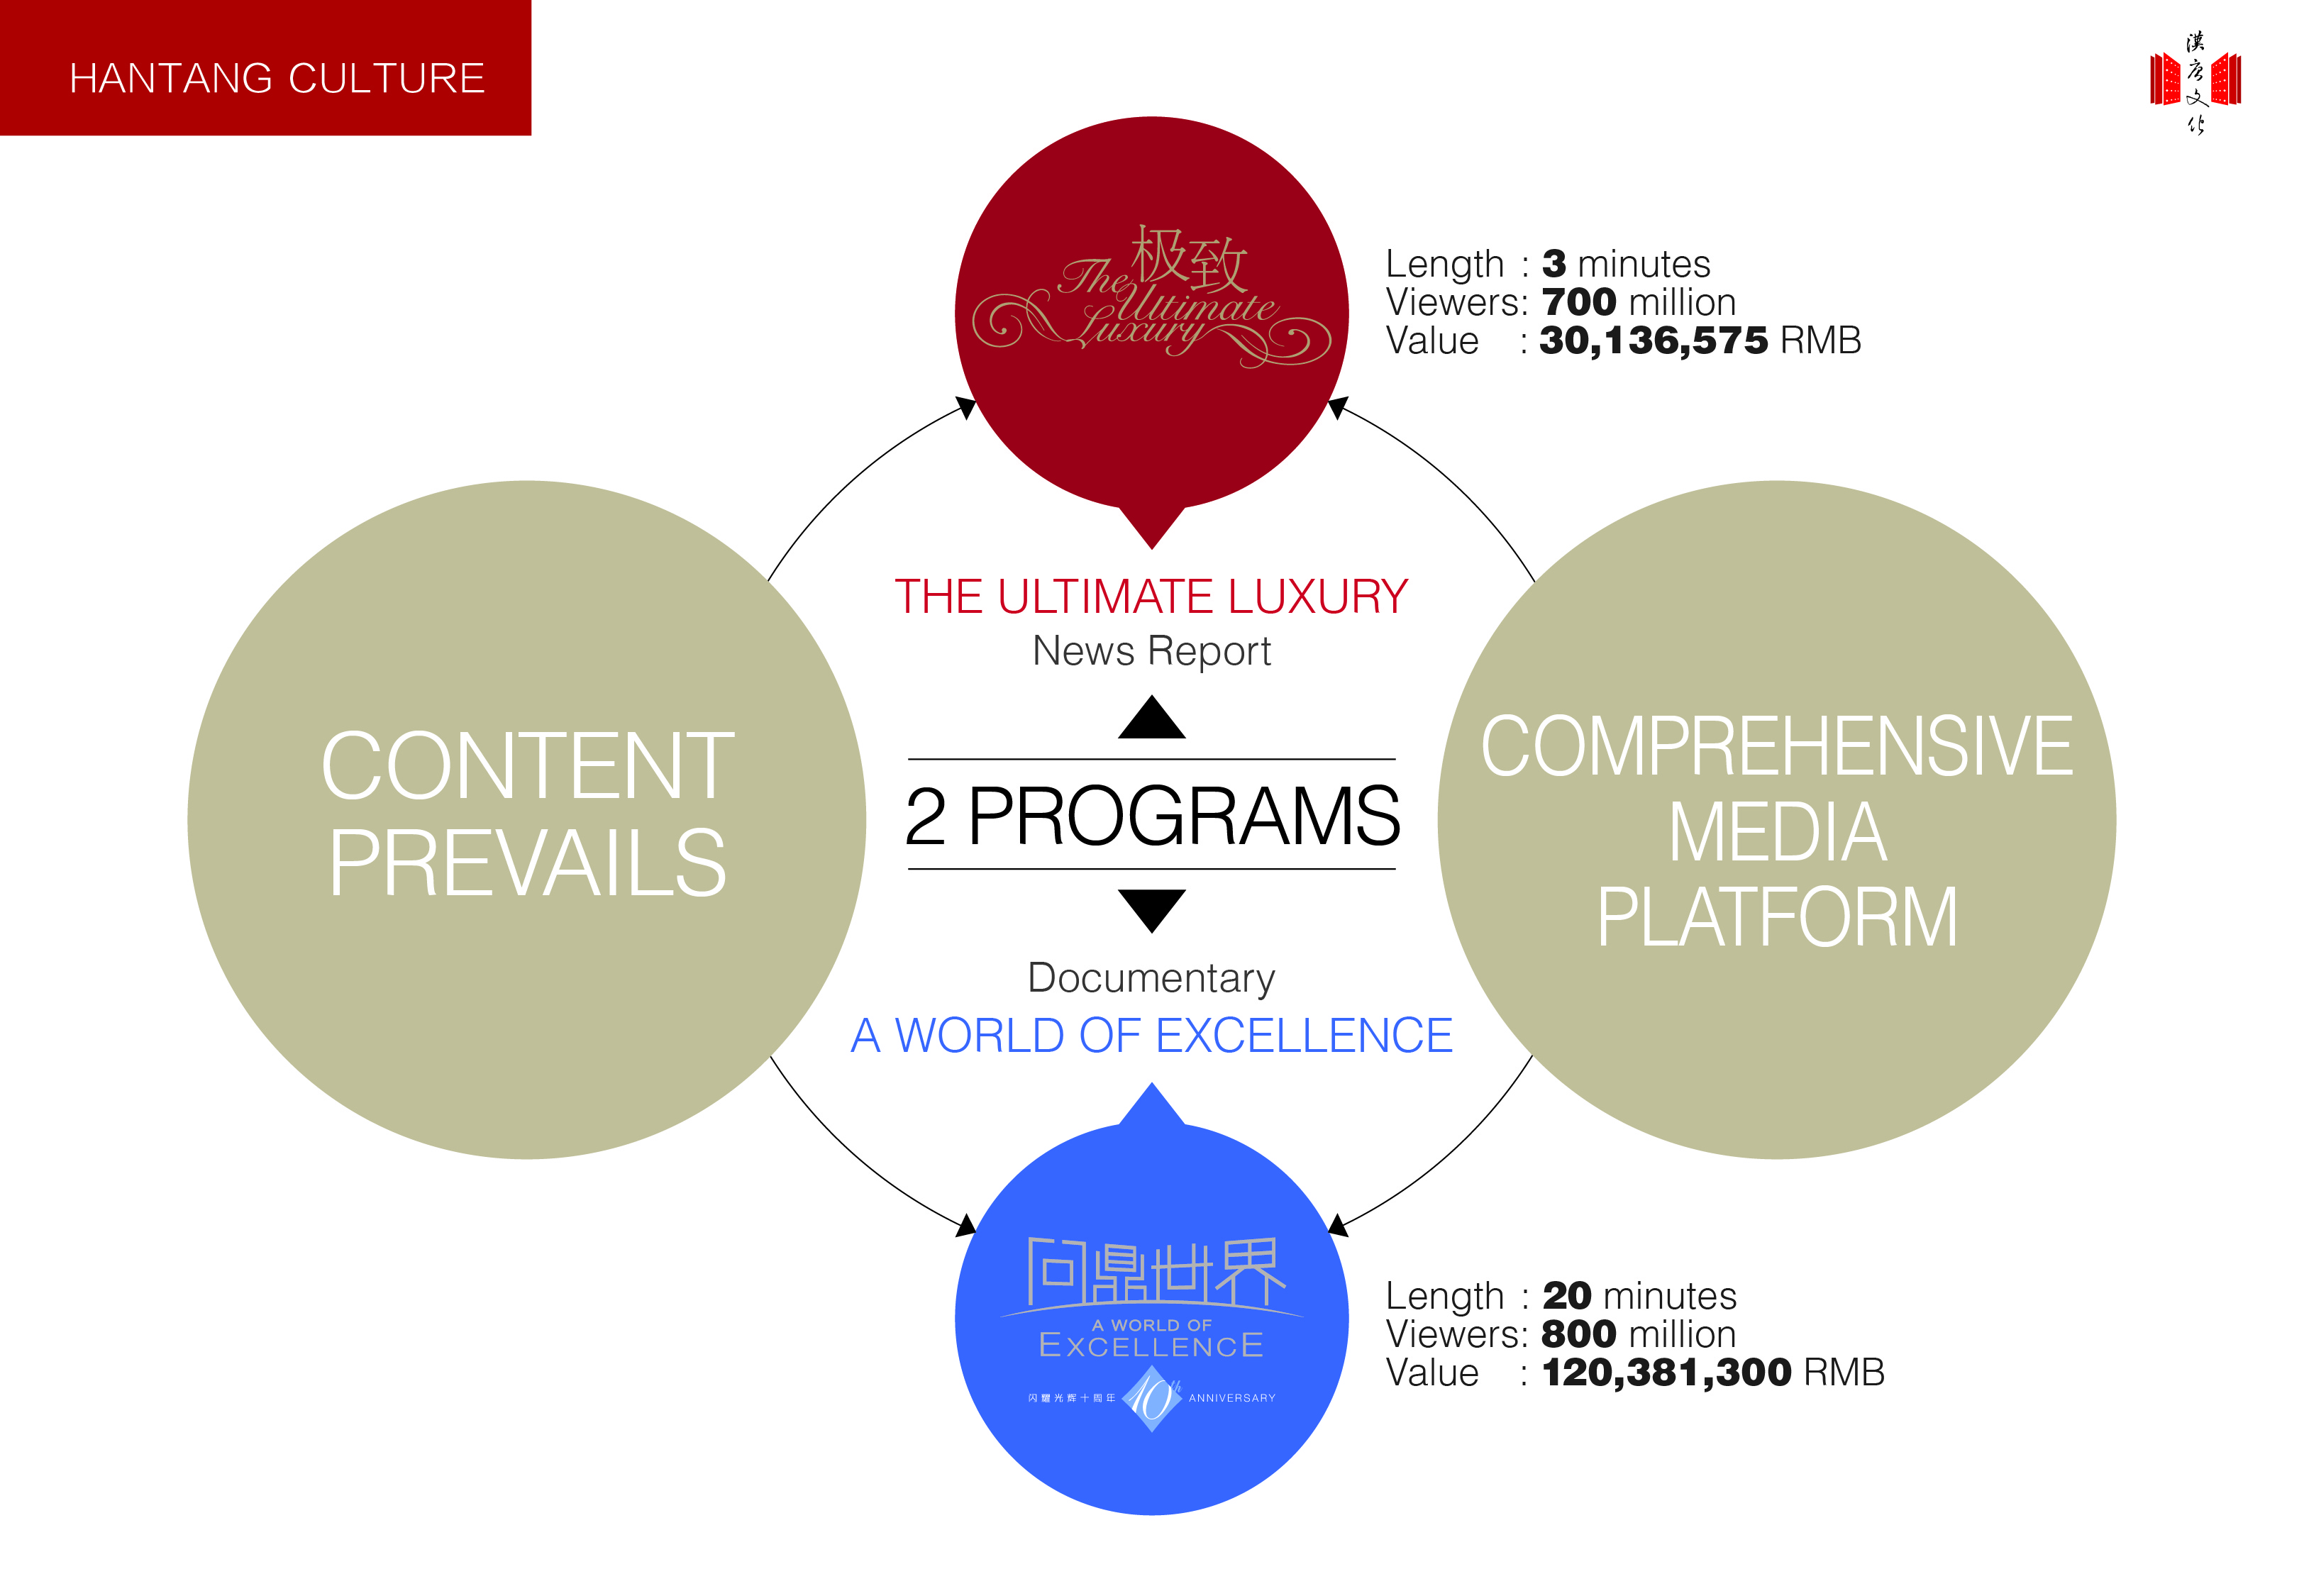 HANTANG CULTURE
漢唐文化
极致
The Ultimate
Luxury
Length : 3 minutes
Viewers: 700 million
Value : 30,136,575 RMB
THE ULTIMATE LUXURY
News Report
CONTENT
PREVAILS
2 PROGRAMS
COMPREHENSIVE
MEDIA
PLATFORM
Documentary
A WORLD OF EXCELLENCE
问鼎世界
A WORLD OF
EXCELLENCE
闪耀光辉十周年 10th ANNIVERSARY
Length : 20 minutes
Viewers: 800 million
Value : 120,381,300 RMB